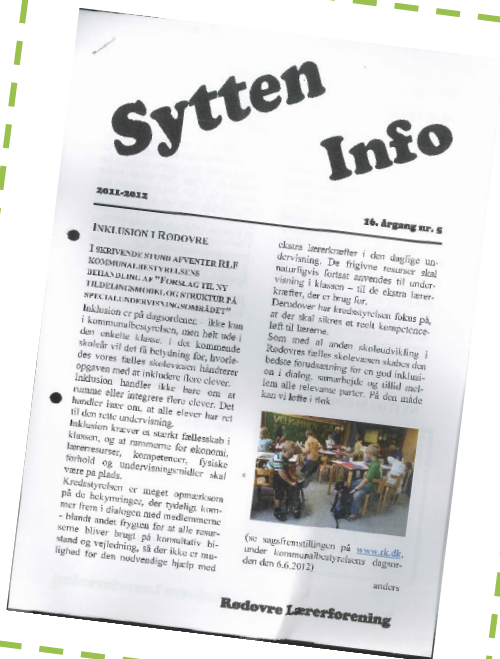 Sytten
Info
2011-2012
16. Årgang nr. 5
INKLUSION I RØDOVRE
I SKRIVENDE STUND AFVENTER RLF
KOMMUNALBESTYRELSENS
BEHANDLING AF "FORSLAG TIL NY
TILDELINGSMODEL OG STRUKTUR PÅ
SPECIALUNDERVISNINGSOMRÅDET"
Inklusion er på dagsordenen – ikke kun
i kommunalbestyrelsen, men helt ude i
den enkelte klasse. I det kommende
skoleår vil det få betydning for, hvorle-
des vores fælles skolevæsen håndterer
opgaven med at inkludere flere elever.
Inklusion handler ikke bare om at
rumme eller integrere flere elever. Det
handler især om, at alle elever har ret
til den rette undervisning.
Inklusion kræver et stærkt fællesskab i
klassen, og at rammerne for økonomi,
lærerresurser, kompetencer, fysiske
forhold og undervisningsmidler skal
være på plads.
Kredsstyrelsen er meget opmærksom
på de bekymringer, der tydeligt kom-
mer frem i dialogen med medlemmerne
- blandt andet frygten for at alle resur-
serne bliver brugt på konsultativ bi-
stand og vejledning, så der ikke er mu-
lighed for den nødvendige hjælp med
ekstra lærerkræfter i den daglige un-
dervisning. De frigivne resurser skal
naturligvis fortsat anvendes til under-
visning i klassen – til de ekstra lærer-
kræfter, der er brug for.
Derudover har kredsstyrelsen fokus på,
at der skal sikres et reelt kompetence-
løft til lærerne.
Som med al anden skoleudvikling i
Rødovres fælles skolevæsen skabes den
bedste forudsætning for en god inklusi-
on i dialog, samarbejde og tillid mel-
lem alle relevante parter. På den måde
kan vi løfte i flok.
(se sagsfremstillingen på www.rk.dk,
under kommunalbestyrelsens dagsor-
den den 6.6.2012)
anders
Rødovre Lærerforening